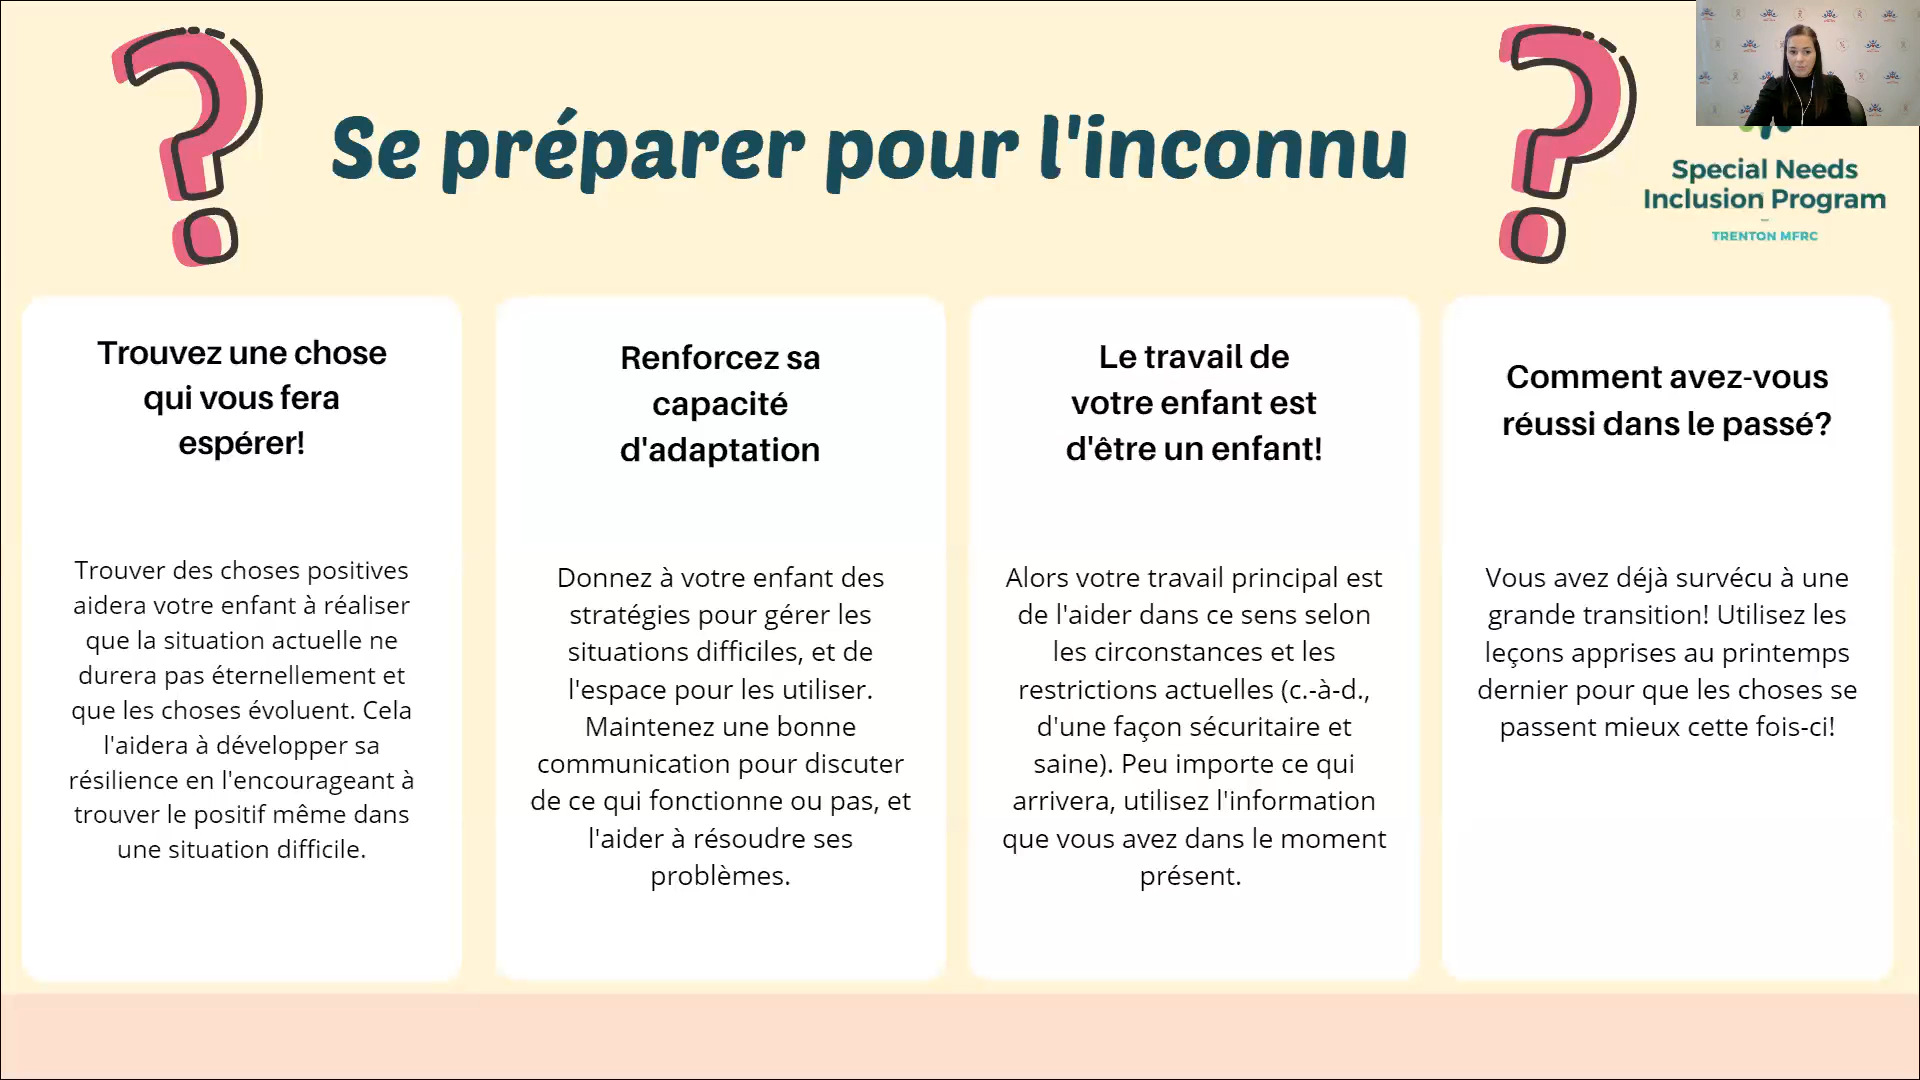 Se préparer pour l'inconnu
Special Needs
Inclusion Program
TRENTON MFRC
Trouvez une chose
qui vous fera
espérer!
Trouver des choses positives
aidera votre enfant à réaliser
que la situation actuelle ne
durera pas éternellement et
que les choses évoluent. Cela
l'aidera à développer sa
résilience en l'encourageant à
trouver le positif même dans
une situation difficile.
Renforcez sa
capacité
d'adaptation
Donnez à votre enfant des
stratégies pour gérer les
situations difficiles, et de
l'espace pour les utiliser.
Maintenez une bonne
communication pour discuter
de ce qui fonctionne ou pas, et
l'aider à résoudre ses
problèmes.
Le travail de
votre enfant est
d'être un enfant!
Alors votre travail principal est
de l'aider dans ce sens selon
les circonstances et les
restrictions actuelles (c.-à-d.,
d'une façon sécuritaire et
saine). Peu importe ce qui
arrivera, utilisez l'information
que vous avez dans le moment
présent.
Comment avez-vous
réussi dans le passé?
Vous avez déjà survécu à une
grande transition! Utilisez les
leçons apprises au printemps
dernier pour que les choses se
passent mieux cette fois-ci!